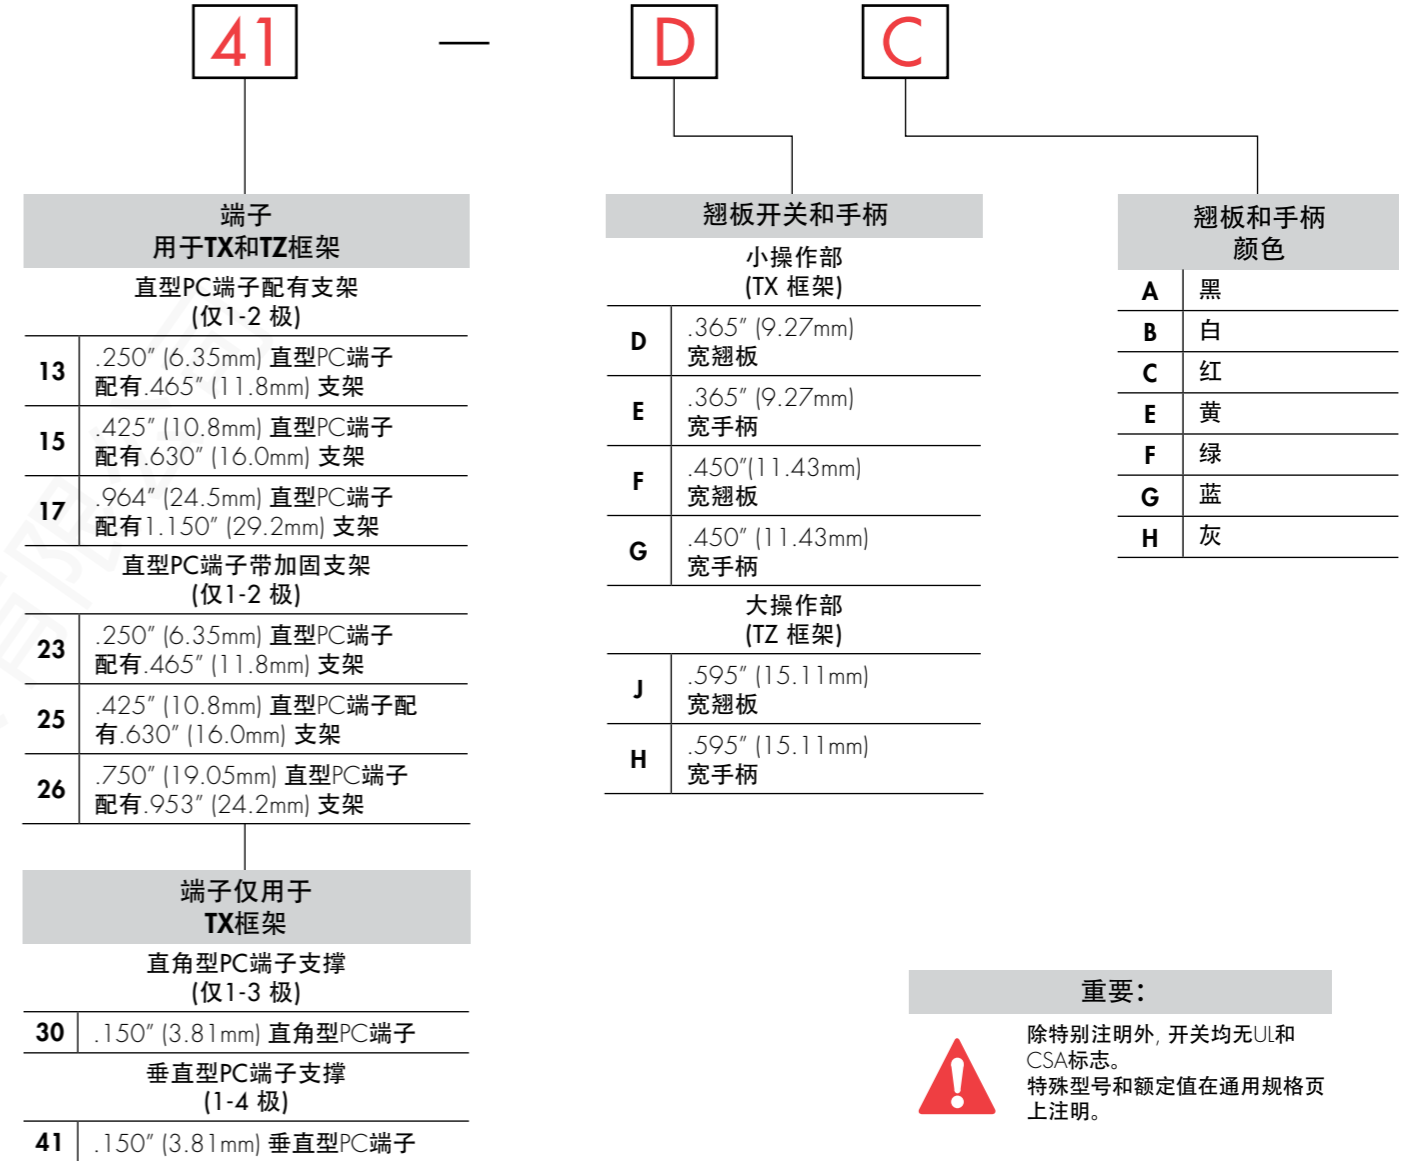 41 — D C
端子
用于TX和TZ框架
直型PC端子配有支架
(仅1-2 极)
13 .250” (6.35mm) 直型PC端子
配有.465” (11.8mm) 支架
15 .425” (10.8mm) 直型PC端子
配有.630” (16.0mm) 支架
17 .964” (24.5mm) 直型PC端子
配有1.150” (29.2mm) 支架
直型PC端子带加固支架
(仅1-2 极)
23 .250” (6.35mm) 直型PC端子
配有.465” (11.8mm) 支架
25 .425” (10.8mm) 直型PC端子配
有.630” (16.0mm) 支架
26 .750” (19.05mm) 直型PC端子
配有.953” (24.2mm) 支架
端子仅用于
TX框架
直角型PC端子支撑
(仅1-3 极)
30 .150” (3.81mm) 直角型PC端子
垂直型PC端子支撑
(1-4 极)
41 .150” (3.81mm) 垂直型PC端子
翘板开关和手柄
小操作部
(TX 框架)
D .365” (9.27mm)
宽翘板
E .365” (9.27mm)
宽手柄
F .450”(11.43mm)
宽翘板
G .450” (11.43mm)
宽手柄
大操作部
(TZ 框架)
J .595” (15.11mm)
宽翘板
H .595” (15.11mm)
宽手柄
翘板和手柄
颜色
A 黑
B 白
C 红
E 黄
F 绿
G 蓝
H 灰
重要：
除特别注明外, 开关均无UL和
CSA标志。
特殊型号和额定值在通用规格页
上注明。